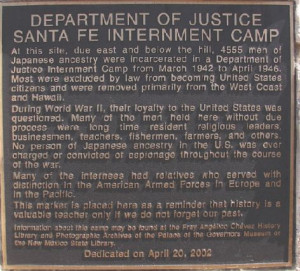 DEPARTMENT OF JUSTICE
SANTA FE INTERNMENT CAMP
At this site, due east and below the hill, 4555 men of
Japanese ancestry were incarcerated in a Department of
Justice Internment Camp from March 1942 to April 1946.
Most were excluded by law from becoming United States
citizens and were removed primarily from the West Coast
and Hawaii.
During World War II, their loyalty to the United States was
questioned. Many of the men held here without due
process were long time resident religious leaders,
businessmen, teachers, fishermen, farmers, and others.
No person of Japanese ancestry in the U.S. was ever
charged or convicted of espionage throughout the course
of the war.
Many of the internees had relatives who served with
distinction in the American Armed Forces in Europe and
in the Pacific.
This marker is placed here as a reminder that history is a
valuable teacher only if we do not forget our past.
Information about this camp may be found at the Fray Angelico Chavez History
Library and Photographic Archives of the Palace of the Governors Museum or
the New Mexico State Library.
Dedicated on April 20, 2002